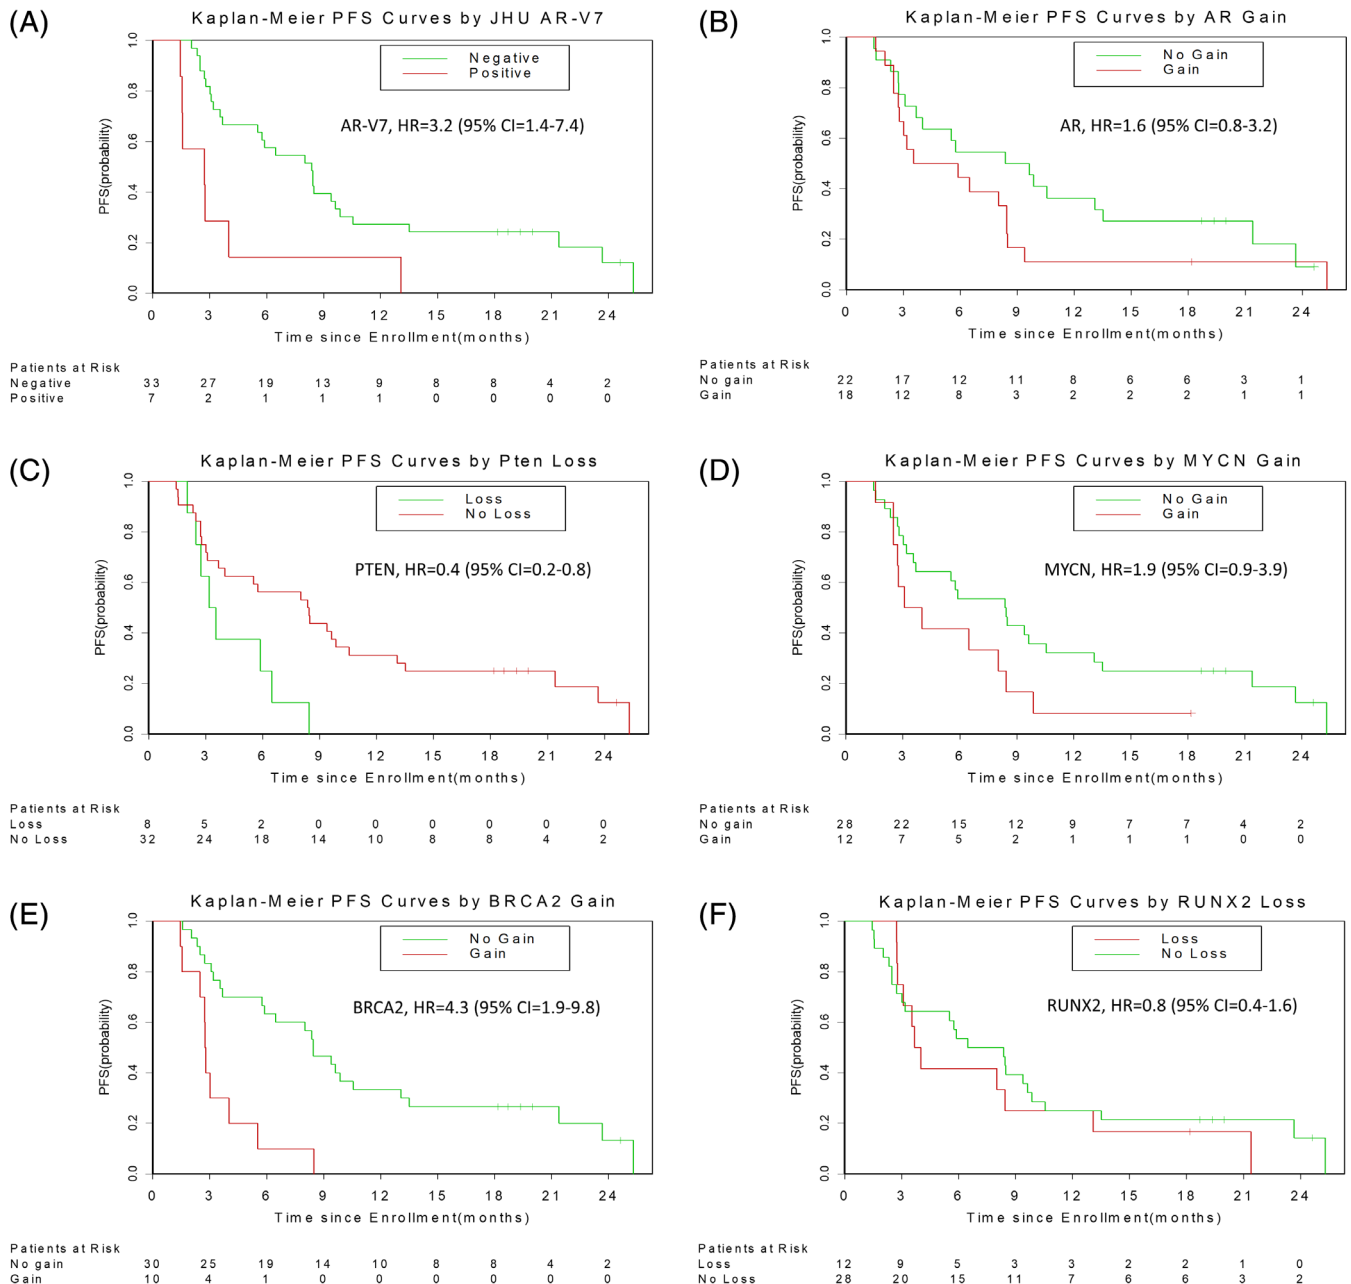 (A)
Kaplan-Meier PFS Curves by JHU AR-V7
Negative
Positive
AR-V7, HR=3.2 (95% CI=1.4-7.4)
PFS(probability)
1.0
0.8
0.6
0.4
0.2
0.0
0 3 6 9 12 15 18 21 24
Time since Enrollment(months)
Patients at Risk
Negative 33 27 19 13 9 8 8 4 2
Positive 7 2 1 1 1 0 0 0 0
(B)
Kaplan-Meier PFS Curves by AR Gain
No Gain
Gain
AR, HR=1.6 (95% CI=0.8-3.2)
PFS(probability)
1.0
0.8
0.6
0.4
0.2
0.0
0 3 6 9 12 15 18 21 24
Time since Enrollment(months)
Patients at Risk
No gain 22 17 12 11 8 6 6 3 1
Gain 18 12 8 3 2 2 2 1 1
(C)
Kaplan-Meier PFS Curves by Pten Loss
Loss
No Loss
PTEN, HR=0.4 (95% CI=0.2-0.8)
PFS(probability)
1.0
0.8
0.6
0.4
0.2
0.0
0 3 6 9 12 15 18 21 24
Time since Enrollment(months)
Patients at Risk
Loss 8 5 2 0 0 0 0 0 0
No Loss 32 24 18 14 10 8 8 4 2
(D)
Kaplan-Meier PFS Curves by MYCN Gain
No Gain
Gain
MYCN, HR=1.9 (95% CI=0.9-3.9)
PFS(probability)
1.0
0.8
0.6
0.4
0.2
0.0
0 3 6 9 12 15 18 21 24
Time since Enrollment(months)
Patients at Risk
No gain 28 22 15 12 9 7 7 4 2
Gain 12 7 5 2 1 1 1 0 0
(E)
Kaplan-Meier PFS Curves by BRCA2 Gain
No Gain
Gain
BRCA2, HR=4.3 (95% CI=1.9-9.8)
PFS(probability)
1.0
0.8
0.6
0.4
0.2
0.0
0 3 6 9 12 15 18 21 24
Time since Enrollment(months)
Patients at Risk
No gain 30 25 19 14 10 8 8 4 2
Gain 10 4 1 0 0 0 0 0 0
(F)
Kaplan-Meier PFS Curves by RUNX2 Loss
Loss
No Loss
RUNX2, HR=0.8 (95% CI=0.4-1.6)
PFS(probability)
1.0
0.8
0.6
0.4
0.2
0.0
0 3 6 9 12 15 18 21 24
Time since Enrollment(months)
Patients at Risk
Loss 12 9 5 3 3 2 2 1 0
No Loss 28 20 15 11 7 6 6 3 2